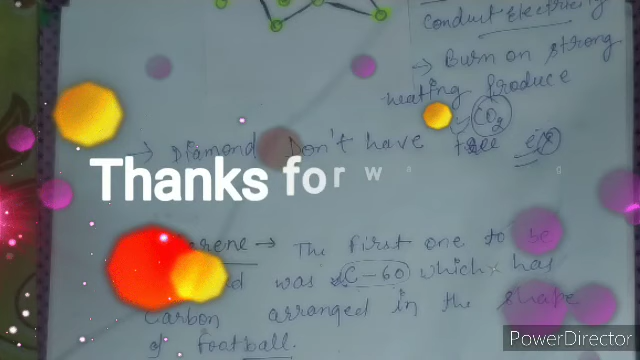 conduct electricity
→ Burn on strong
heating produce
CO2
→ Diamond Don't have free e
Thanks for w
→ The first one to be
was C-60 which has
Carbon arranged in the shape
of football.
PowerDirector